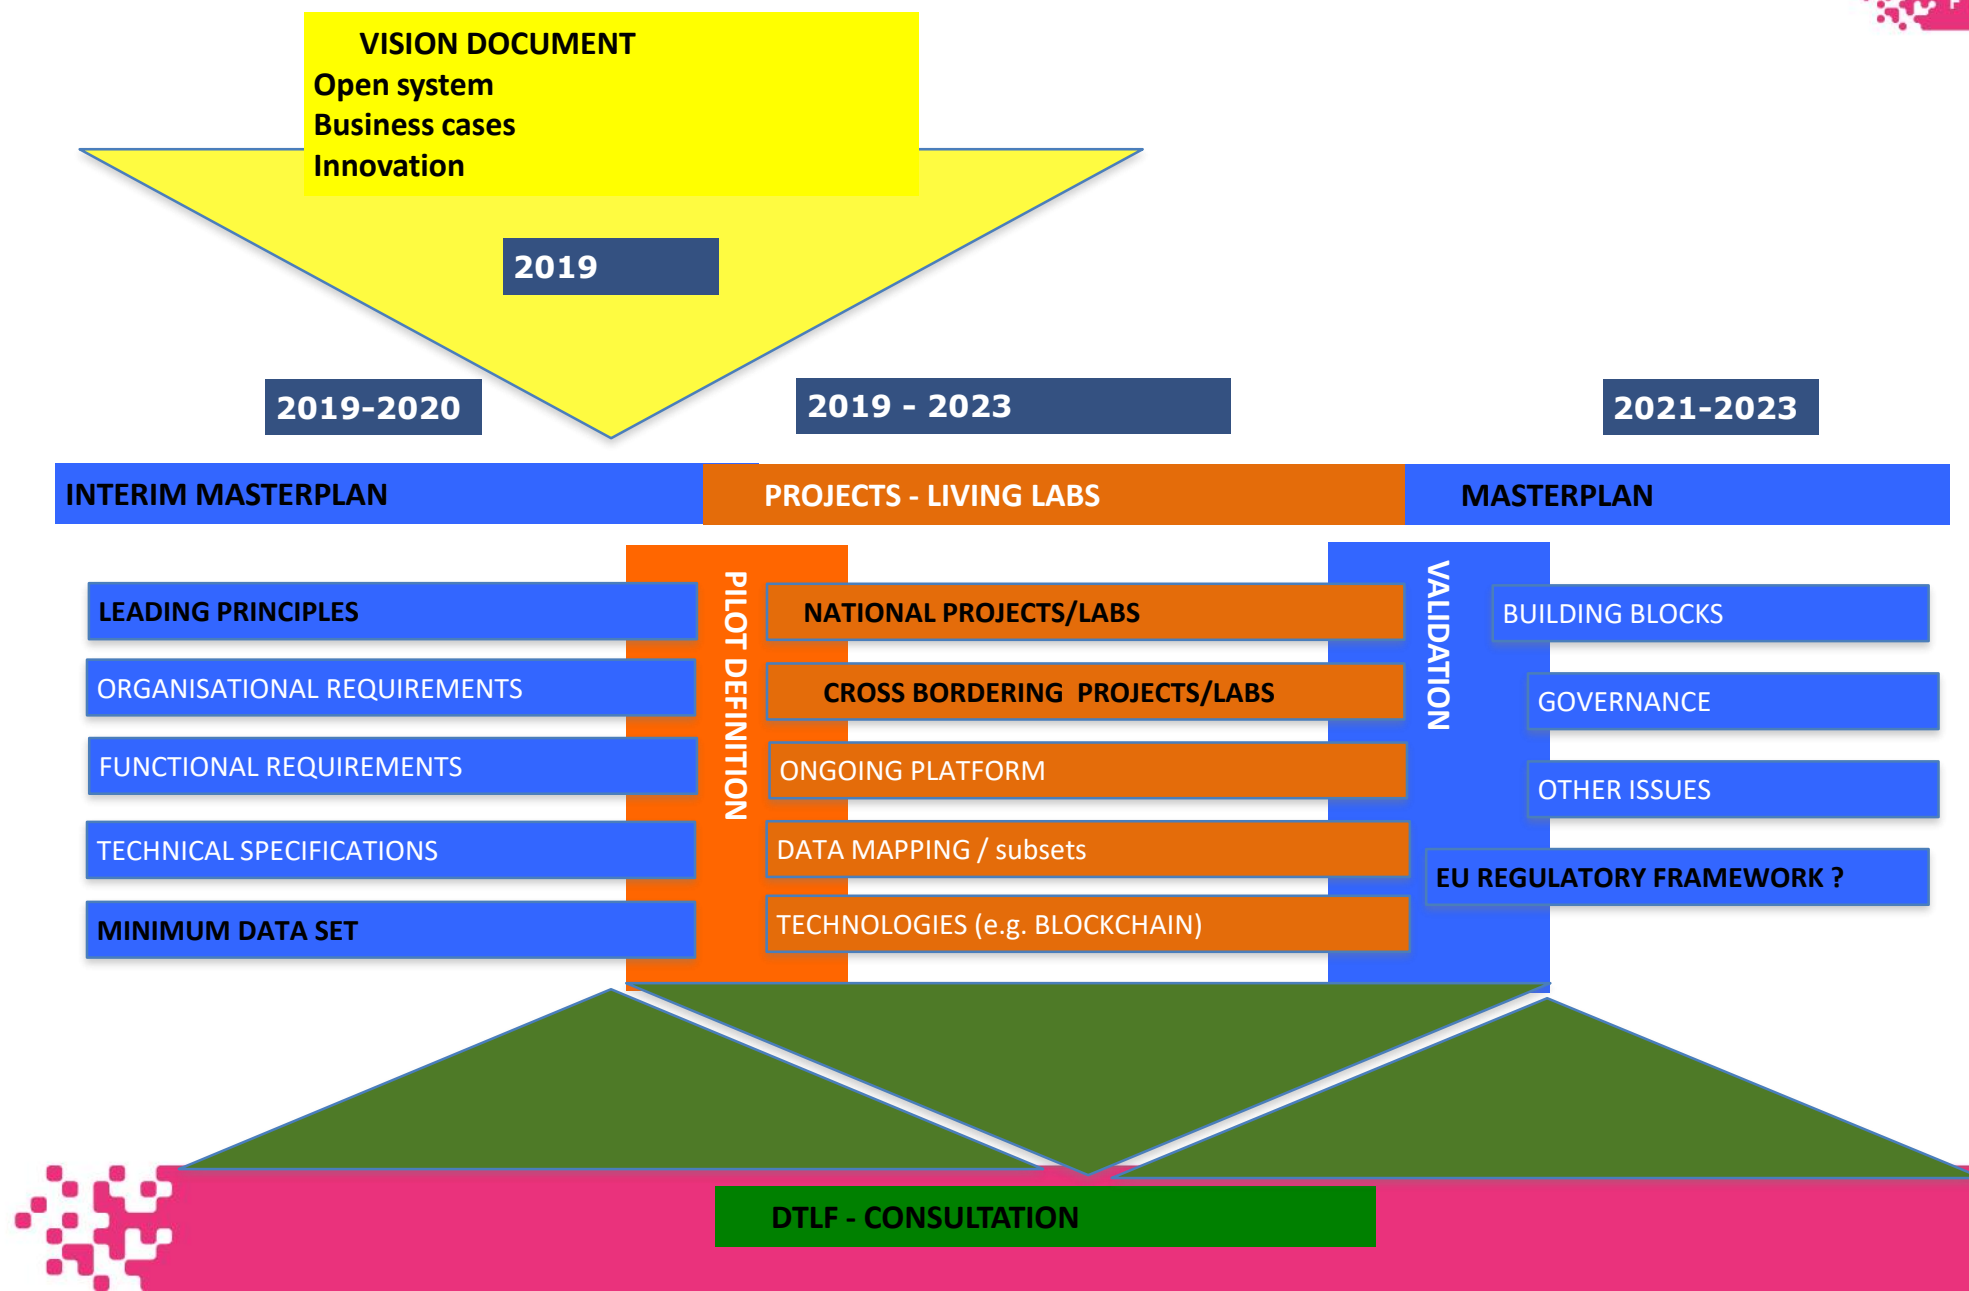 VISION DOCUMENT
Open system
Business cases
Innovation
2019
2019-2020
2019 - 2023
2021-2023
INTERIM MASTERPLAN
PROJECTS - LIVING LABS
MASTERPLAN
LEADING PRINCIPLES
ORGANISATIONAL REQUIREMENTS
FUNCTIONAL REQUIREMENTS
TECHNICAL SPECIFICATIONS
MINIMUM DATA SET
PILOT DEFINITION
NATIONAL PROJECTS/LABS
CROSS BORDERING PROJECTS/LABS
ONGOING PLATFORM
DATA MAPPING / subsets
TECHNOLOGIES (e.g. BLOCKCHAIN)
VALIDATION
BUILDING BLOCKS
GOVERNANCE
OTHER ISSUES
EU REGULATORY FRAMEWORK ?
DTLF - CONSULTATION